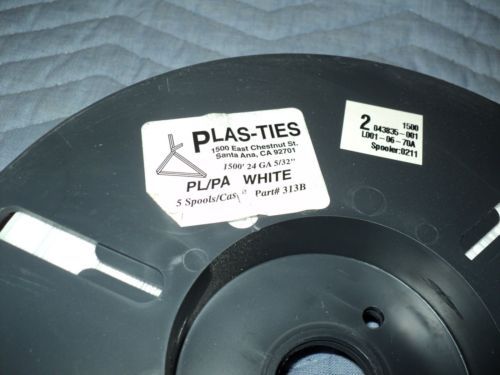 PLAS-TIES
1500 East Chestnut St.
Santa Ana, CA 92701
1500' 24 GA 5/32"
PL/PA WHITE
5 Spools/Case Part# 313B
1500
2 043835-001
L001-06-70A
Spooler:0211